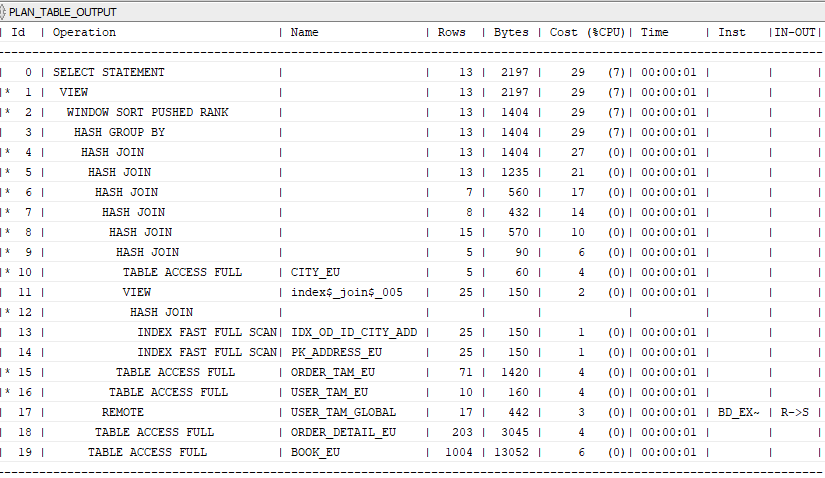 PLAN_TABLE_OUTPUT
| Id | Operation | Name | Rows | Bytes | Cost (%CPU)| Time | Inst |IN-OUT|
--------------------------------------------------------------------------------
| 0 | SELECT STATEMENT | | 13 | 2197 | 29 (7)| 00:00:01 | | |
|* 1 | VIEW | | 13 | 2197 | 29 (7)| 00:00:01 | | |
|* 2 | WINDOW SORT PUSHED RANK | | 13 | 1404 | 29 (7)| 00:00:01 | | |
| 3 | HASH GROUP BY | | 13 | 1404 | 29 (7)| 00:00:01 | | |
|* 4 | HASH JOIN | | 13 | 1404 | 27 (0)| 00:00:01 | | |
|* 5 | HASH JOIN | | 13 | 1235 | 21 (0)| 00:00:01 | | |
|* 6 | HASH JOIN | | 7 | 560 | 17 (0)| 00:00:01 | | |
|* 7 | HASH JOIN | | 8 | 432 | 14 (0)| 00:00:01 | | |
|* 8 | HASH JOIN | | 15 | 570 | 10 (0)| 00:00:01 | | |
|* 9 | HASH JOIN | | 5 | 90 | 6 (0)| 00:00:01 | | |
|* 10 | TABLE ACCESS FULL | CITY_EU | 5 | 60 | 4 (0)| 00:00:01 | | |
| 11 | VIEW | index$_join$_005 | 25 | 150 | 2 (0)| 00:00:01 | | |
|* 12 | HASH JOIN | | | | | | | |
| 13 | INDEX FAST FULL SCAN| IDX_OD_ID_CITY_ADD | 25 | 150 | 1 (0)| 00:00:01 | | |
| 14 | INDEX FAST FULL SCAN| PK_ADDRESS_EU | 25 | 150 | 1 (0)| 00:00:01 | | |
|* 15 | TABLE ACCESS FULL | ORDER_TAM_EU | 71 | 1420 | 4 (0)| 00:00:01 | | |
|* 16 | TABLE ACCESS FULL | USER_TAM_EU | 10 | 160 | 4 (0)| 00:00:01 | | |
| 17 | REMOTE | USER_TAM_GLOBAL | 17 | 442 | 3 (0)| 00:00:01 | BD_EX~ | R->S |
| 18 | TABLE ACCESS FULL | ORDER_DETAIL_EU | 203 | 3045 | 4 (0)| 00:00:01 | | |
| 19 | TABLE ACCESS FULL | BOOK_EU | 1004 | 13052 | 6 (0)| 00:00:01 | | |
--------------------------------------------------------------------------------